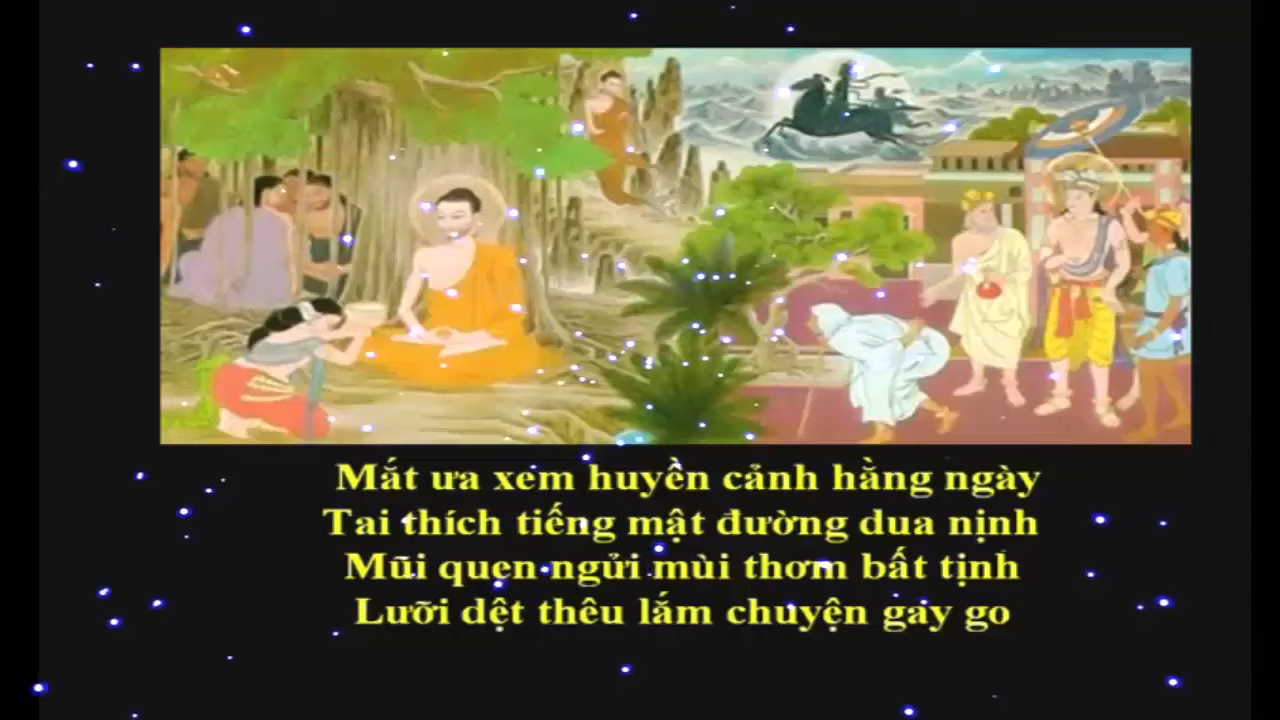 Mắt ưa xem huyền cảnh hằng ngày
Tai thích tiếng mật đường dua nịnh
Mũi quen ngửi mùi thơm bất tịnh
Lưỡi dệt thêu lắm chuyện gay go